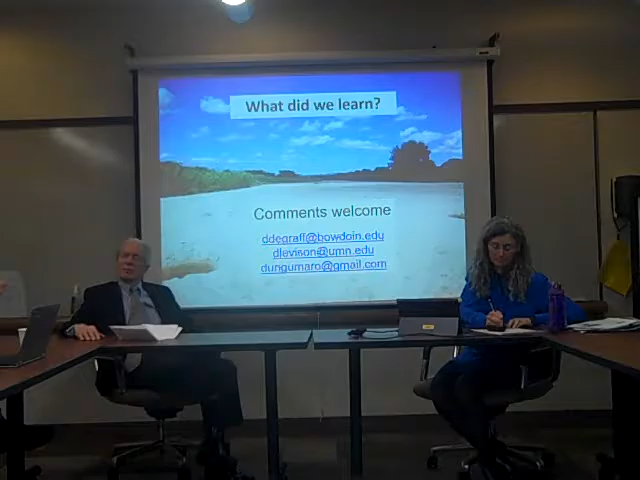 What did we learn?
Comments welcome
ddegraff@bowdoin.edu
dlevison@umn.edu
dungumaro@gmail.com